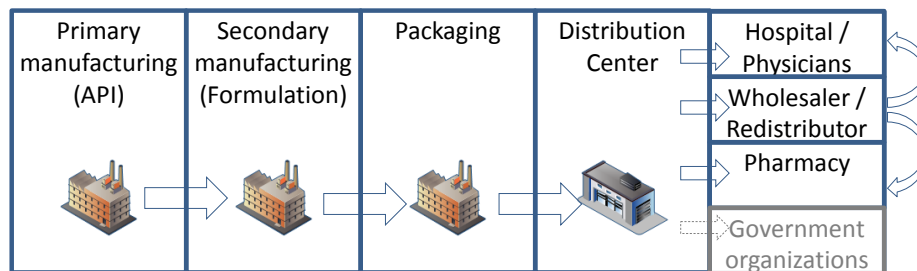 Primary
manufacturing
(API)
Secondary
manufacturing
(Formulation)
Packaging
Distribution
Center
Hospital /
Physicians
Wholesaler /
Redistributor
Pharmacy
Government
organizations